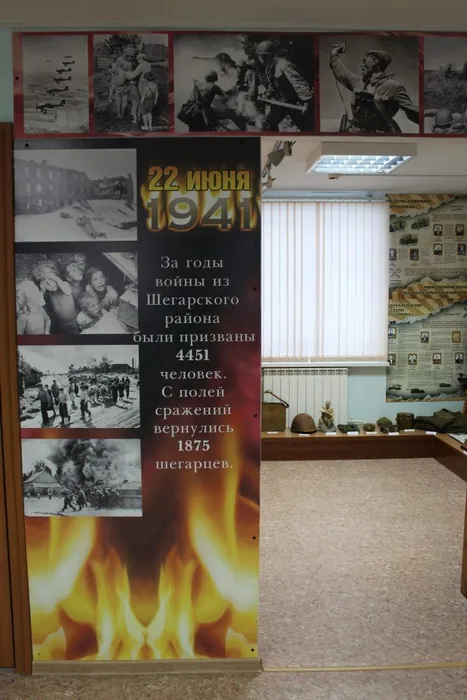 22 июня
1941
За годы
войны из
Шегарского
района
были призваны
4451
человек.
С полей
сражений
вернулись
1875
шегарцев.